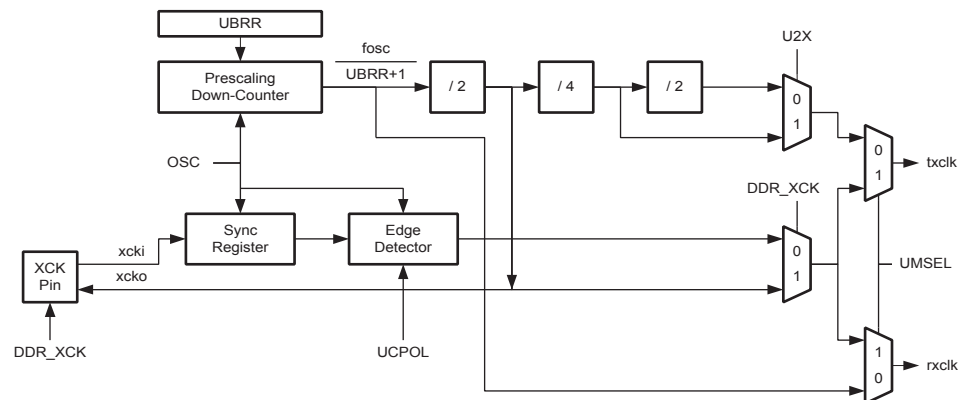 UBRR
fosc
UBRR+1
Prescaling
Down-Counter
/ 2
/ 4
/ 2
U2X
0
1
OSC
0
1
txclk
DDR_XCK
Sync
Register
Edge
Detector
0
1
xcki
xcko
XCK
Pin
UMSEL
DDR_XCK
UCPOL
1
0
rxclk